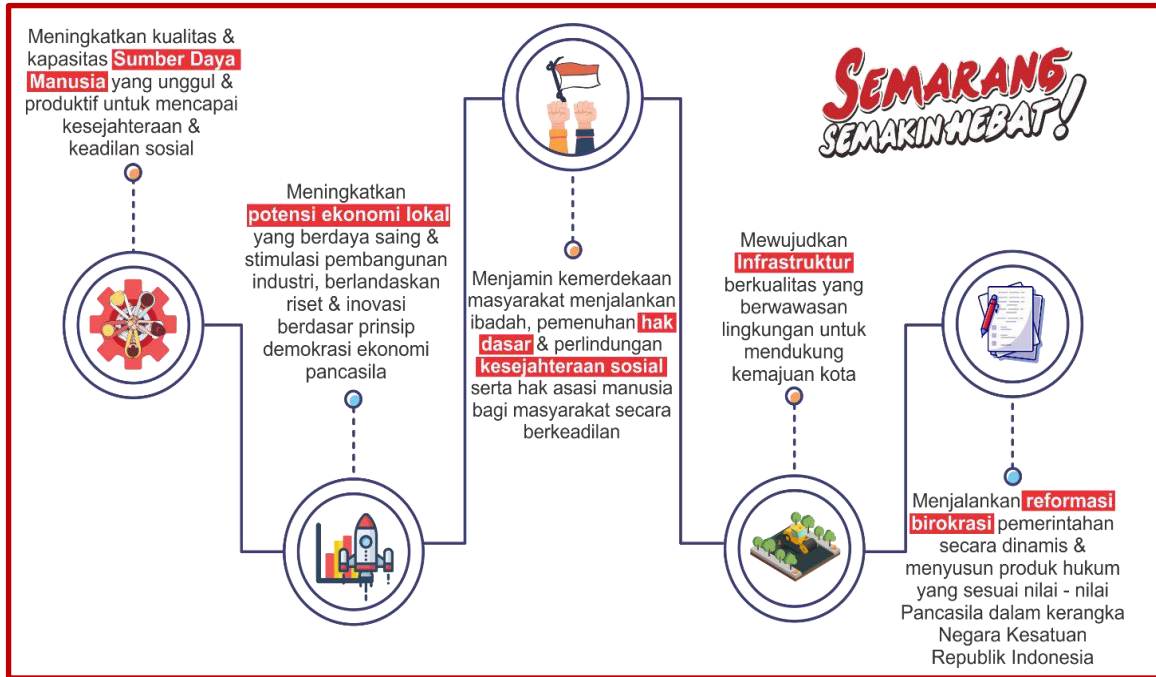 Meningkatkan kualitas &
kapasitas Sumber Daya
Manusia yang unggul &
produktif untuk mencapai
kesejahteraan &
keadilan sosial
Meningkatkan
potensi ekonomi lokal
yang berdaya saing &
stimulasi pembangunan
industri, berlandaskan
riset & inovasi
berdasar prinsip
demokrasi ekonomi
pancasila
Menjamin kemerdekaan
masyarakat menjalankan
ibadah, pemenuhan hak
dasar & perlindungan
kesejahteraan sosial
serta hak asasi manusia
bagi masyarakat secara
berkeadilan
SEMARANG
SEMAKIN HEBAT!
Mewujudkan
Infrastruktur
berkualitas yang
berwawasan
lingkungan untuk
mendukung
kemajuan kota
Menjalankan reformasi
birokrasi pemerintahan
secara dinamis &
menyusun produk hukum
yang sesuai nilai - nilai
Pancasila dalam kerangka
Negara Kesatuan
Republik Indonesia